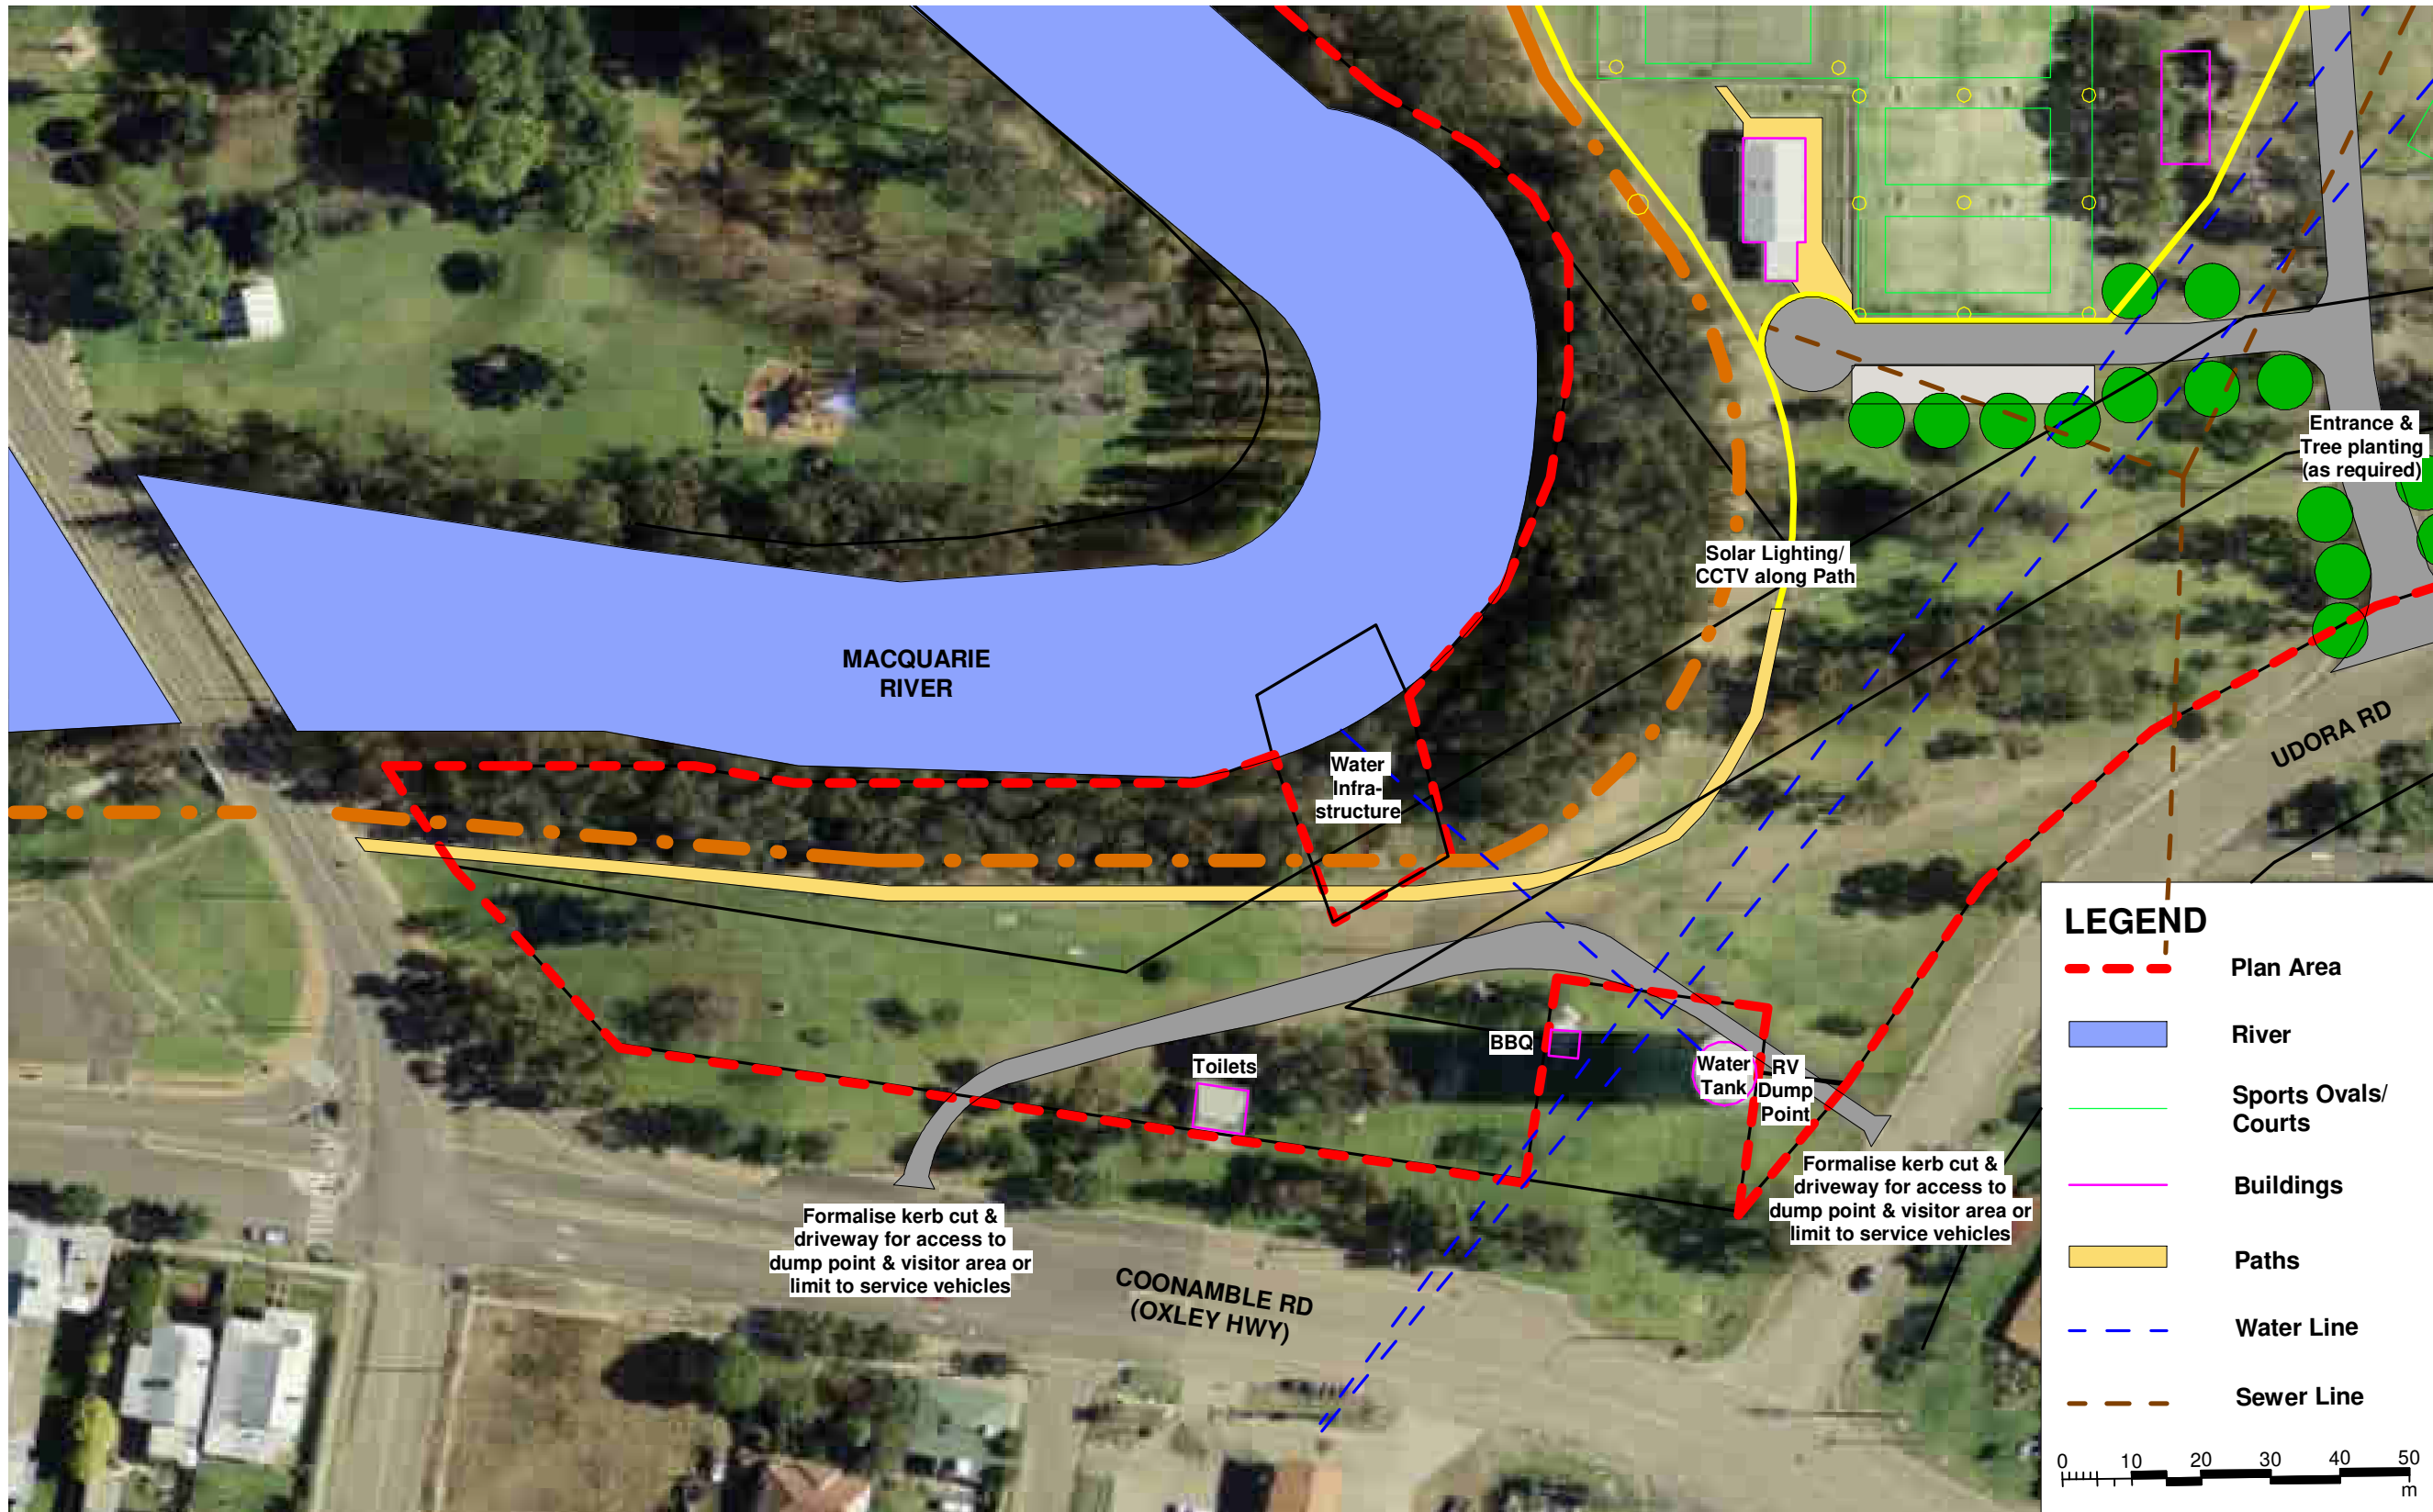 Entrance &
Tree planting
(as required)
Solar Lighting/
CCTV along Path
MACQUARIE
RIVER
Water
Infra-
structure
UDORA RD
BBQ
Toilets
Water
Tank
RV
Dump
Point
Formalise kerb cut &
driveway for access to
dump point & visitor area or
limit to service vehicles
Formalise kerb cut &
driveway for access to
dump point & visitor area or
limit to service vehicles
COONAMBLE RD
(OXLEY HWY)
LEGEND
Plan Area
River
Sports Ovals/
Courts
Buildings
Paths
Water Line
Sewer Line
0 10 20 30 40 50
m